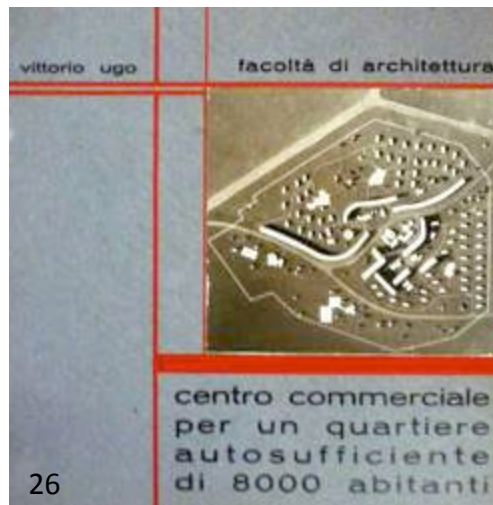 vittorio ugo
facoltà di architettura
centro commerciale
per un quartiere
autosufficiente
di 8000 abitanti
26